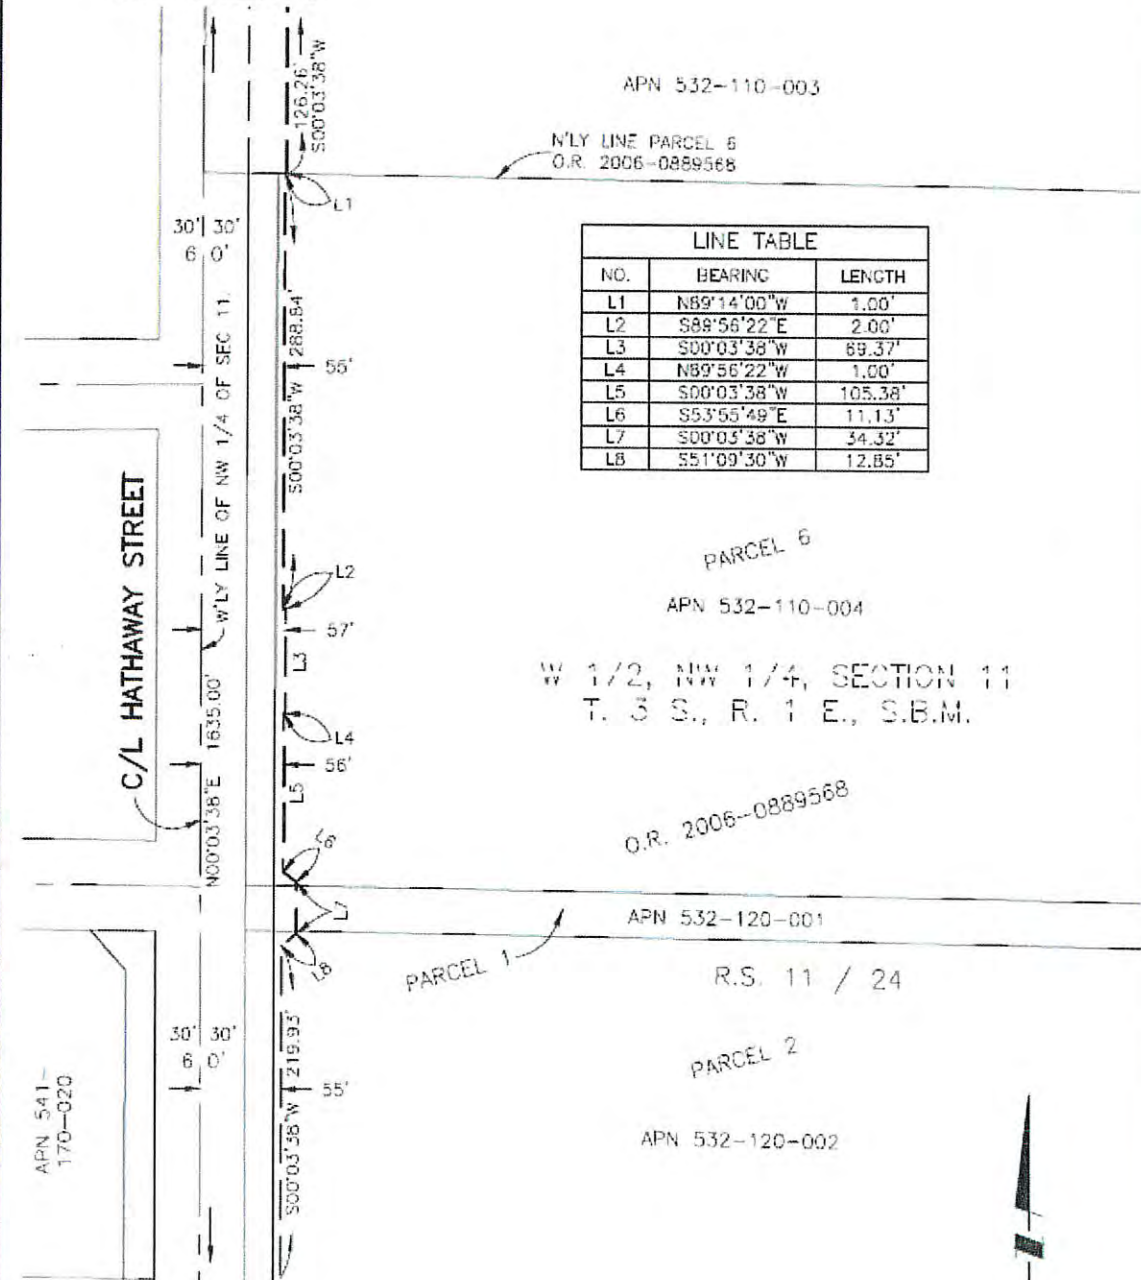 APN 532-110-003
126.26'
S00°03'38"W
N'LY LINE PARCEL 6
O.R. 2006-0889568
L1
30' 30'
60'
LINE TABLE
NO. BEARING LENGTH
L1 N89°14'00"W 1.00'
L2 S89°56'22"E 2.00'
L3 S00°03'38"W 69.37'
L4 N89°56'22"W 1.00'
L5 S00°03'38"W 105.38'
L6 S53°55'49"E 11.13'
L7 S00°03'38"W 34.32'
L8 S51°09'30"W 12.85'
S00°03'38"W 288.84'
55'
W'LY LINE OF NW 1/4 OF SEC 11
C/L HATHAWAY STREET
N00°03'38"E 1635.00'
L2
57'
L3
L4
56'
L5
L6
PARCEL 6
APN 532-110-004
W 1/2, NW 1/4, SECTION 11
T. 3 S., R. 1 E., S.B.M.
O.R. 2006-0889568
L7
APN 532-120-001
L8
PARCEL 1
R.S. 11 / 24
30' 30'
60'
S00°03'38"W 219.93'
55'
PARCEL 2
APN 541-
170-020
APN 532-120-002